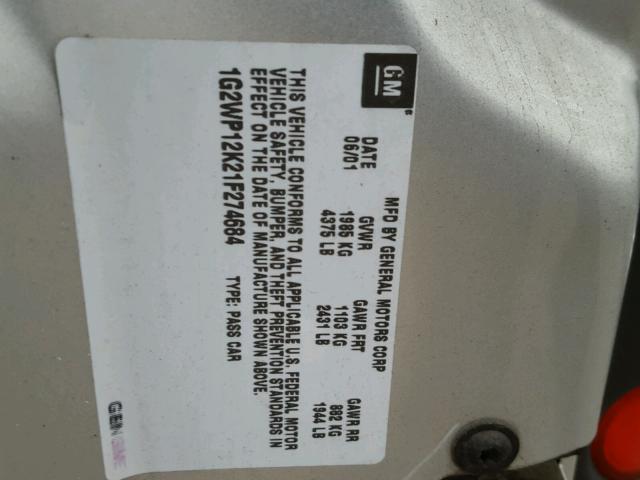 GM
MFD BY GENERAL MOTORS CORP
DATE GVWR GAWR FRT GAWR RR
06/01 1985 KG 1103 KG 882 KG
4375 LB 2431 LB 1944 LB
THIS VEHICLE CONFORMS TO ALL APPLICABLE U.S. FEDERAL MOTOR
VEHICLE SAFETY, BUMPER, AND THEFT PREVENTION STANDARDS IN
EFFECT ON THE DATE OF MANUFACTURE SHOWN ABOVE.
1G2WP12K21F274684 TYPE: PASS CAR